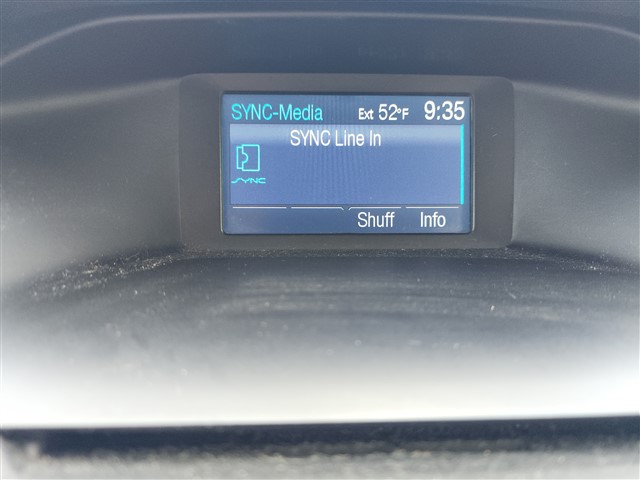 SYNC-Media Ext 52°F 9:35
SYNC Line In
SYNC
Shuff Info